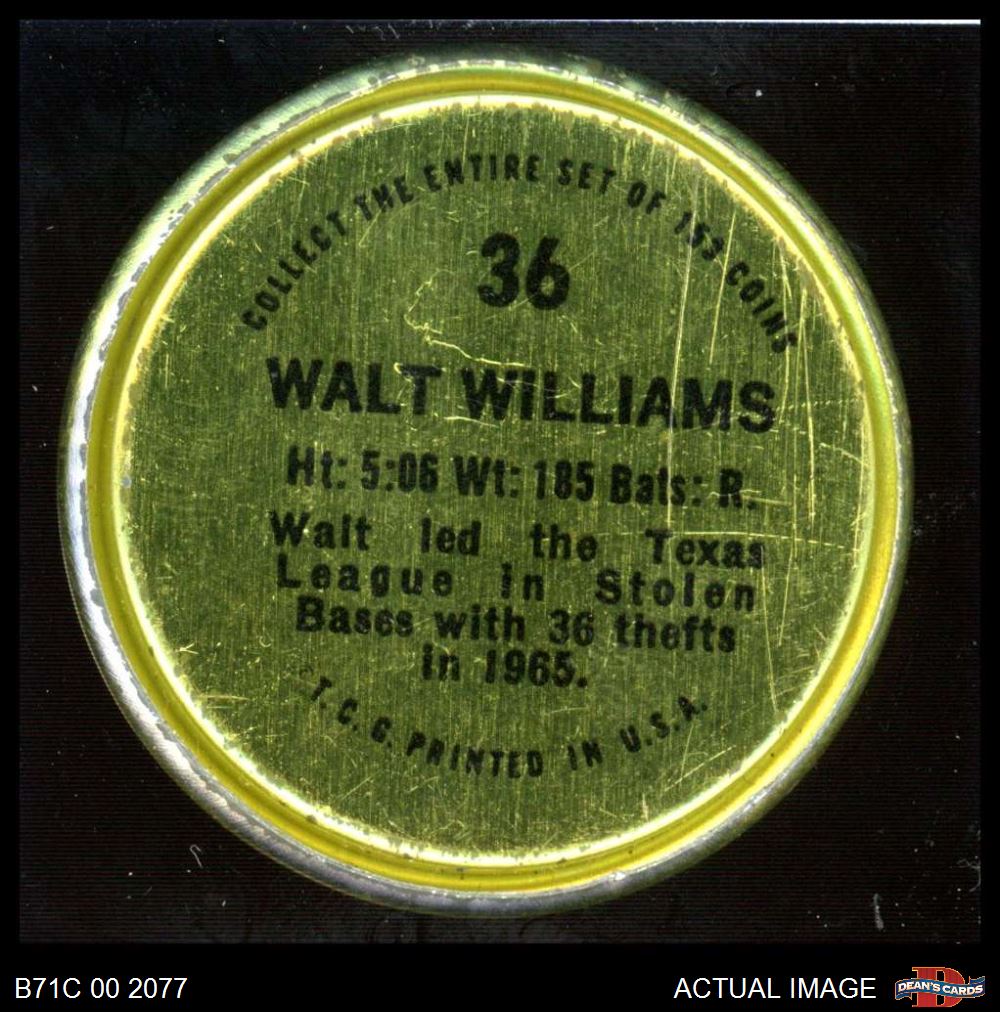 COLLECT THE ENTIRE SET OF 153 COINS
36
WALT WILLIAMS
Ht: 5:06 Wt: 185 Bats: R.
Walt led the Texas
League in Stolen
Bases with 36 thefts
in 1965.
©T.C.G. PRINTED IN U.S.A.
B71C 00 2077
ACTUAL IMAGE
D
DEAN'S CARDS